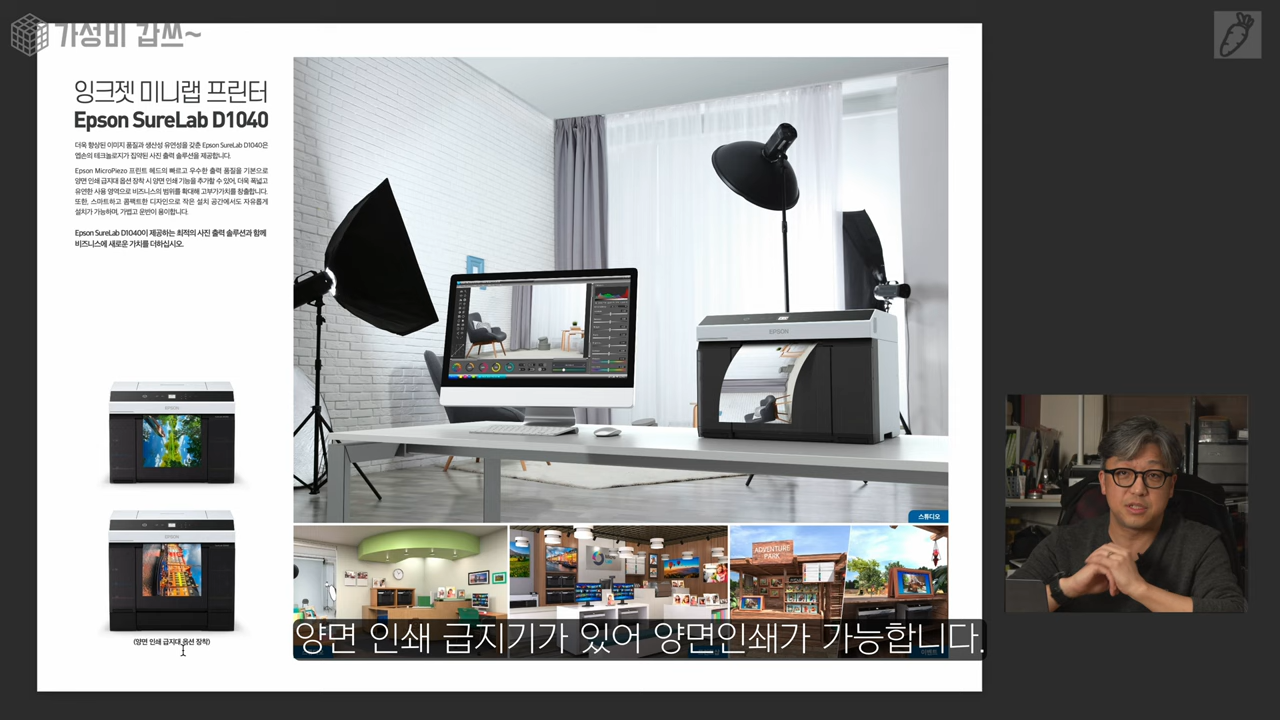 가성비 갑쓰~
잉크젯 미니랩 프린터
Epson SureLab D1040
더욱 향상된 이미지 품질과 생산성 유연성을 갖춘 Epson SureLab D1040은
엡손의 테크놀로지가 집약된 사진 출력 솔루션을 제공합니다.
Epson MicroPiezo 프린트 헤드의 빠르고 우수한 출력 품질을 기본으로
양면 인쇄 급지대 옵션 장착 시 양면 인쇄 기능을 추가할 수 있어, 더욱 폭넓고
유연한 사용 영역으로 비즈니스의 범위를 확대해 고부가가치를 창출합니다.
또한, 스마트하고 콤팩트한 디자인으로 작은 설치 공간에서도 자유롭게
설치가 가능하며, 가볍고 운반이 용이합니다.
Epson SureLab D1040이 제공하는 최적의 사진 출력 솔루션과 함께
비즈니스에 새로운 가치를 더하십시오.
EPSON
스튜디오
EPSON
EPSON
ADVENTURE
PARK
(양면 인쇄 급지대 옵션 장착)
이벤트
양면 인쇄 급지기가 있어 양면인쇄가 가능합니다.